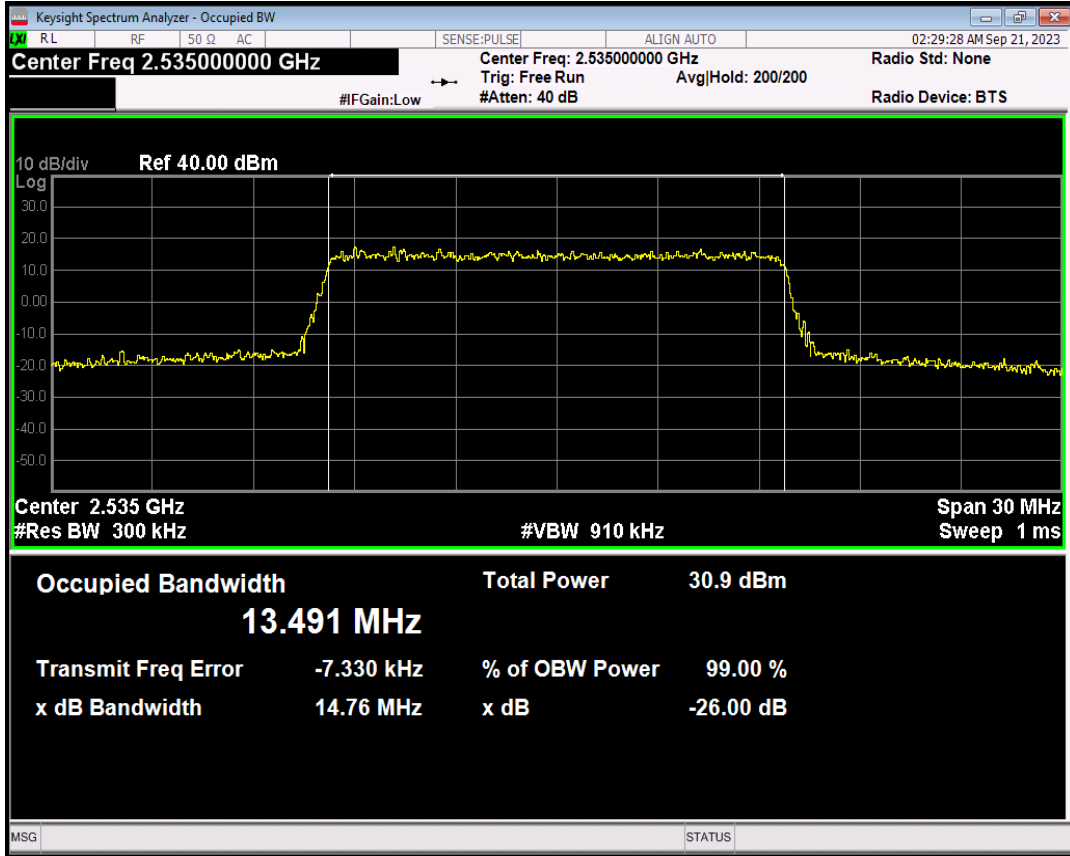 Keysight Spectrum Analyzer - Occupied BW
LXI RL RF 50 Ω AC SENSE:PULSE ALIGN AUTO 02:29:28 AM Sep 21, 2023
Center Freq 2.535000000 GHz Center Freq: 2.535000000 GHz Radio Std: None
Trig: Free Run Avg|Hold: 200/200
#IFGain:Low #Atten: 40 dB Radio Device: BTS
10 dB/div Ref 40.00 dBm
Log
30.0
20.0
10.0
0.00
-10.0
-20.0
-30.0
-40.0
-50.0
Center 2.535 GHz Span 30 MHz
#Res BW 300 kHz #VBW 910 kHz Sweep 1 ms
Occupied Bandwidth Total Power 30.9 dBm
13.491 MHz
Transmit Freq Error -7.330 kHz % of OBW Power 99.00 %
x dB Bandwidth 14.76 MHz x dB -26.00 dB
MSG STATUS